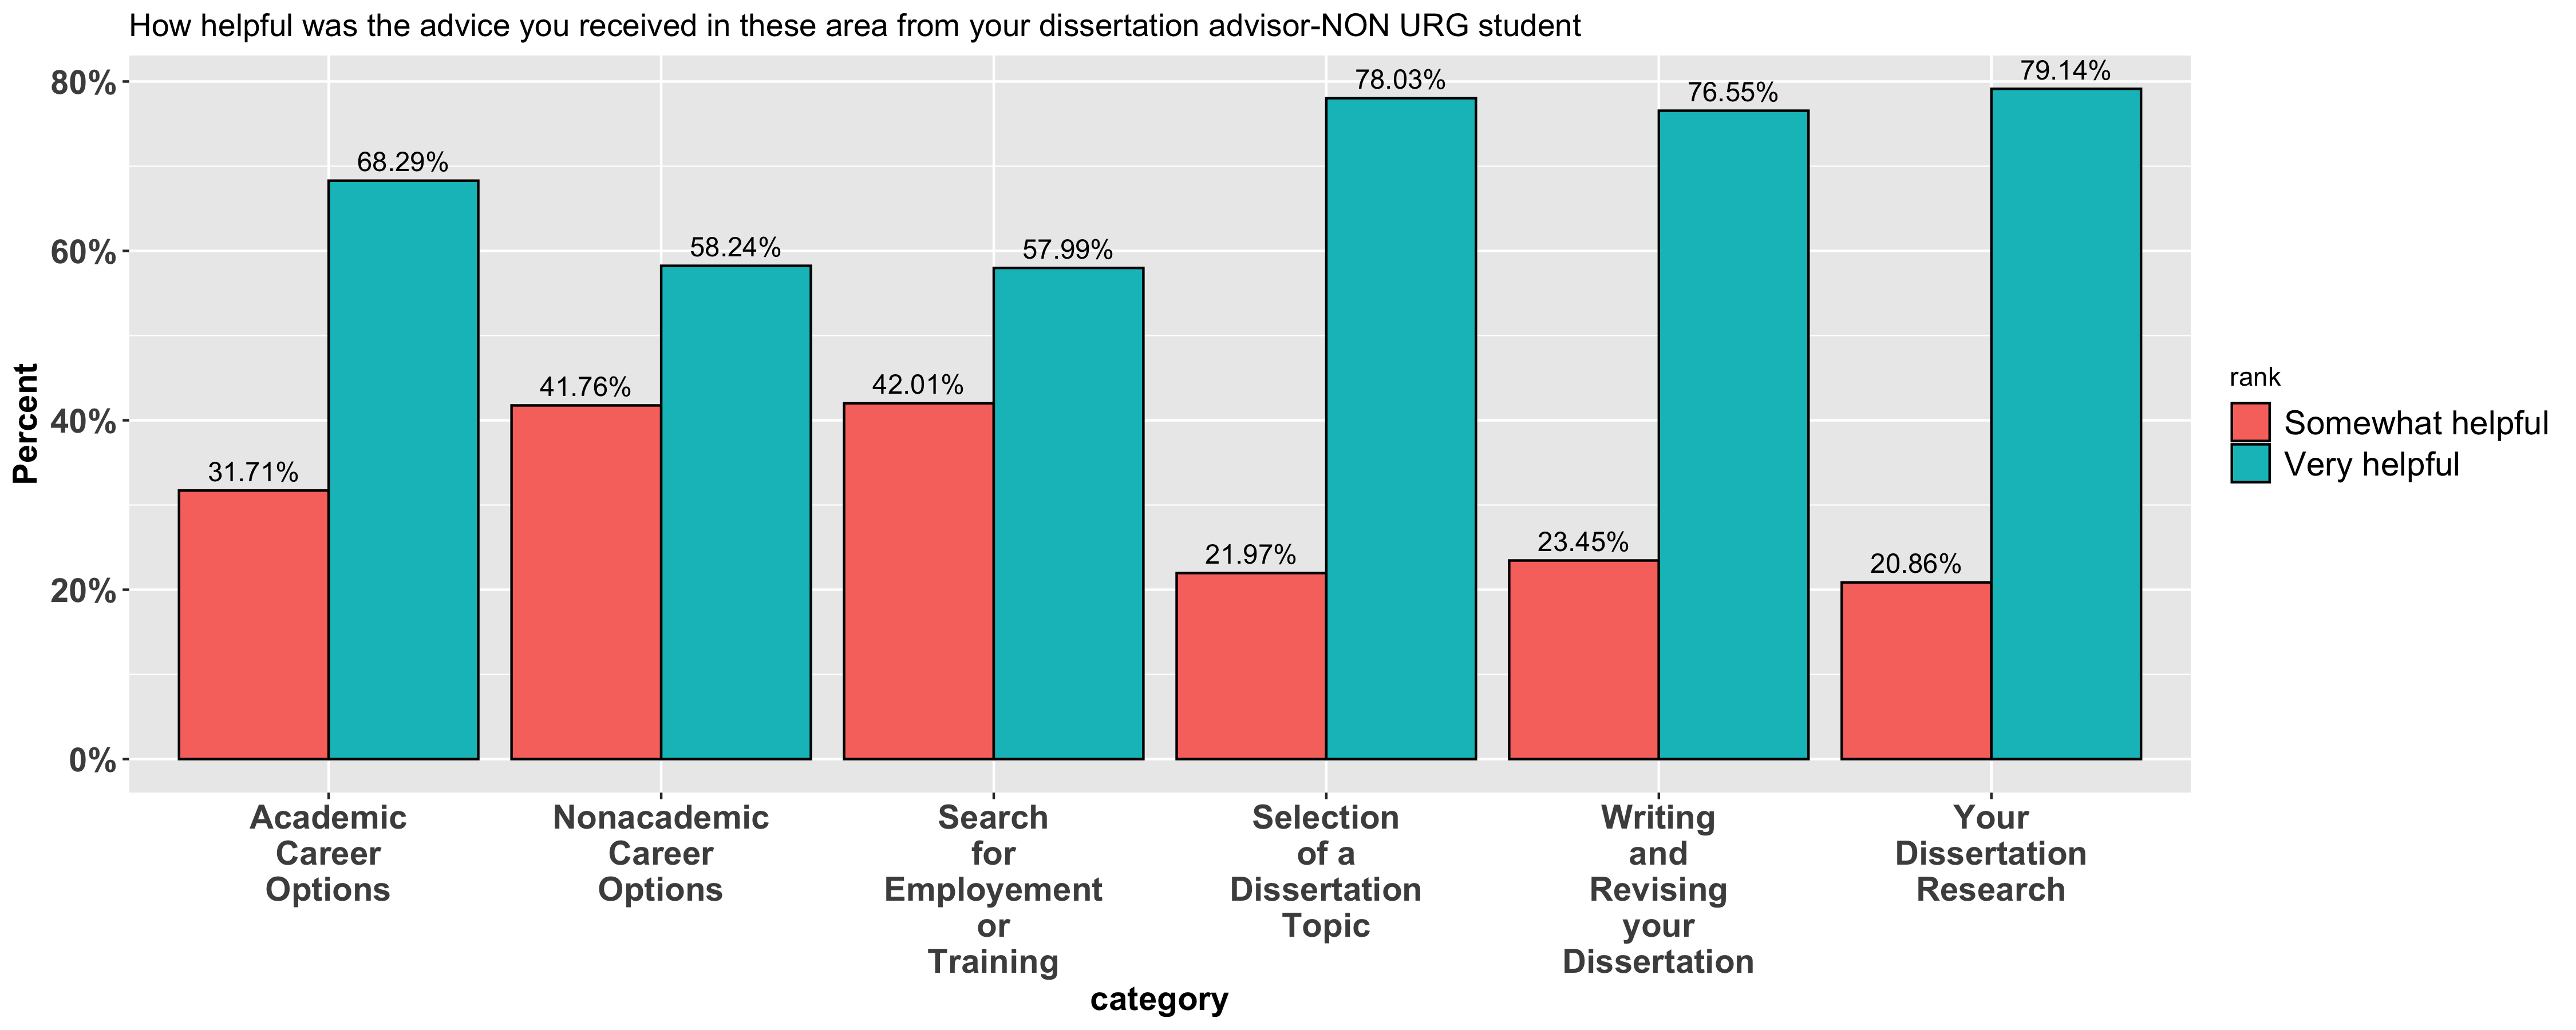 How helpful was the advice you received in these area from your dissertation advisor-NON URG student
80%
60%
40%
20%
0%
Percent
31.71%
68.29%
41.76%
58.24%
42.01%
57.99%
21.97%
78.03%
23.45%
76.55%
20.86%
79.14%
Academic
Career
Options
Nonacademic
Career
Options
Search
for
Employement
or
Training
Selection
of a
Dissertation
Topic
Writing
and
Revising
your
Dissertation
Your
Dissertation
Research
category
rank
Somewhat helpful
Very helpful